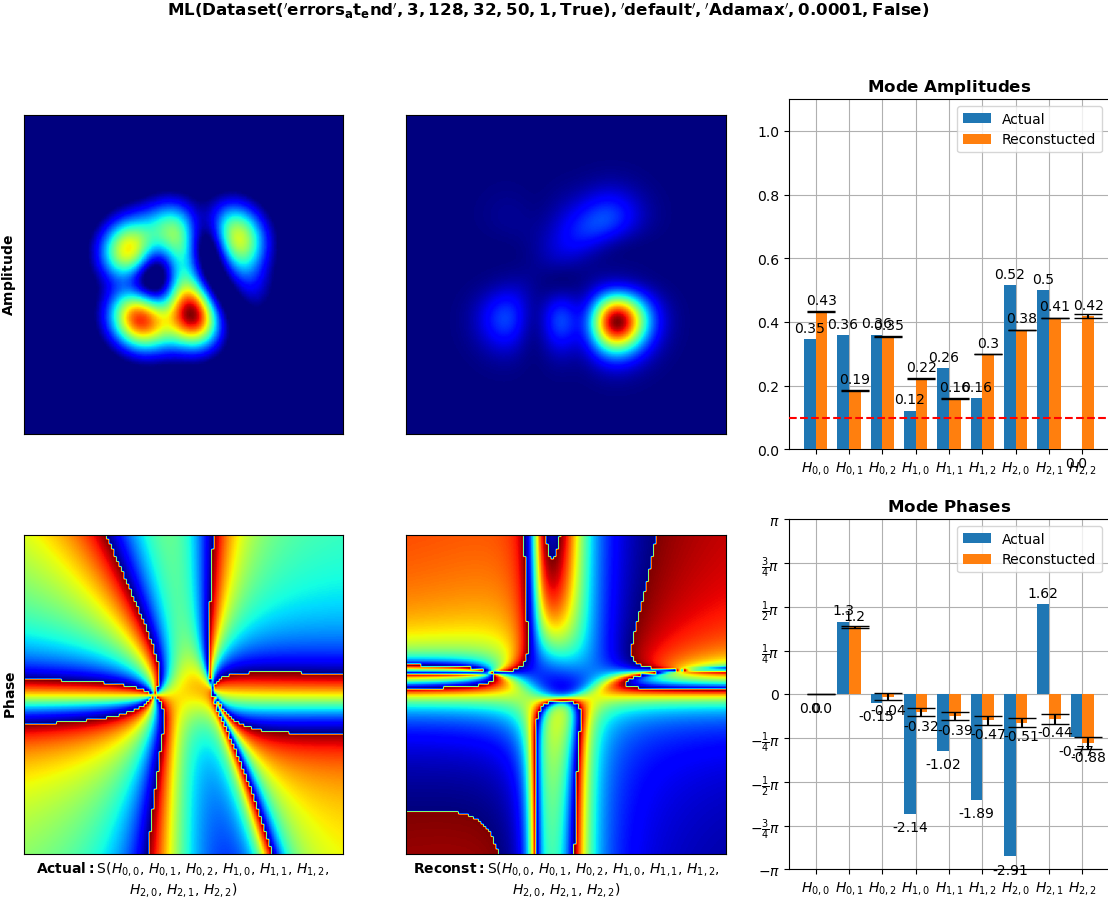 ML(Dataset('errors_at_end', 3, 128, 32, 50, 1, True), 'default', 'Adamax', 0.0001, False)
Amplitude
Mode Amplitudes
Actual
Reconstucted
1.0
0.8
0.6
0.4
0.2
0.0
0.35 0.43 0.36 0.19 0.36 0.35 0.12 0.22 0.26 0.16 0.16 0.3 0.52 0.38 0.5 0.41 0.0 0.42
H0,0 H0,1 H0,2 H1,0 H1,1 H1,2 H2,0 H2,1 H2,2
Phase
Actual: S(H0,0, H0,1, H0,2, H1,0, H1,1, H1,2,
H2,0, H2,1, H2,2)
Reconst: S(H0,0, H0,1, H0,2, H1,0, H1,1, H1,2,
H2,0, H2,1, H2,2)
Mode Phases
Actual
Reconstucted
π
3/4π
1/2π
1/4π
0
−1/4π
−1/2π
−3/4π
−π
0.0 0.0 1.3 1.2 -0.15 -0.04 -2.14 -0.32 -1.02 -0.39 -1.89 -0.47 -2.91 -0.51 1.62 -0.44 -0.77 -0.88
H0,0 H0,1 H0,2 H1,0 H1,1 H1,2 H2,0 H2,1 H2,2